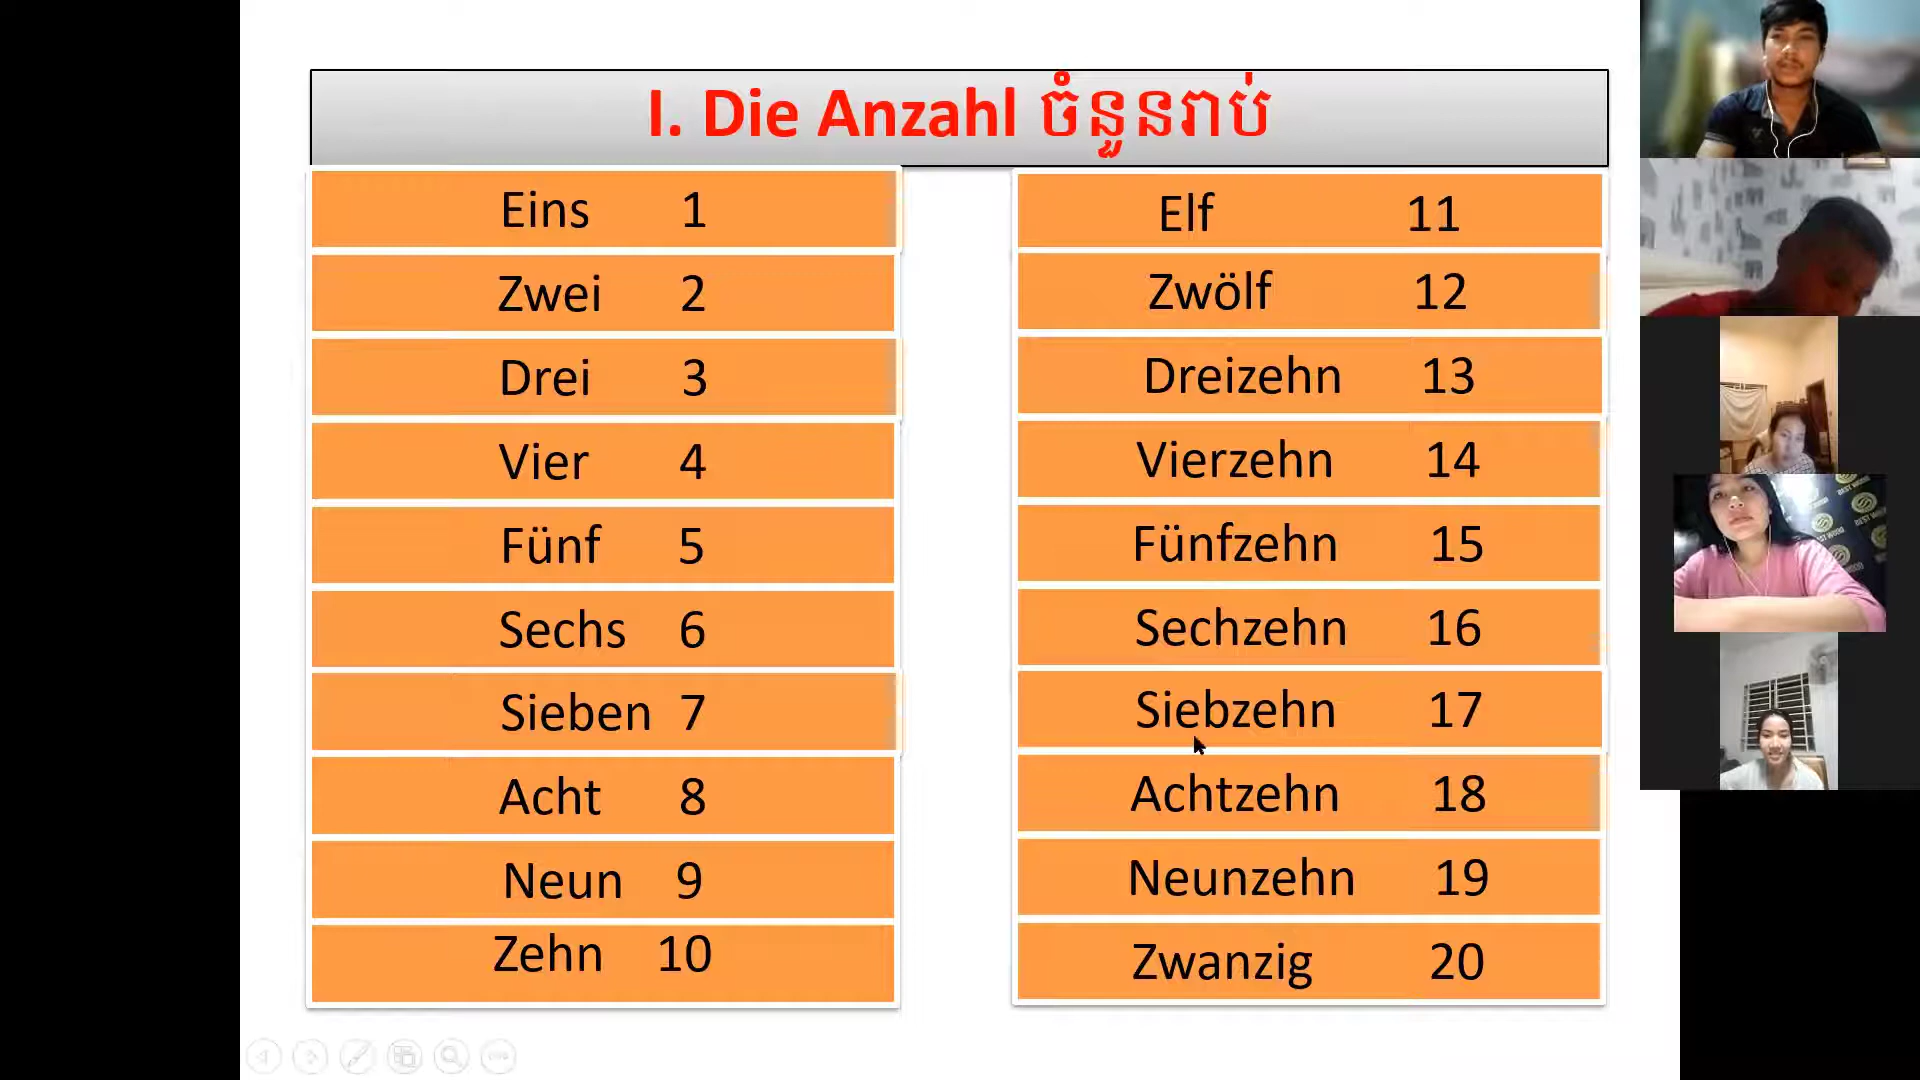 I. Die Anzahl ចំនួនរាប់
Eins 1
Zwei 2
Drei 3
Vier 4
Fünf 5
Sechs 6
Sieben 7
Acht 8
Neun 9
Zehn 10
Elf 11
Zwölf 12
Dreizehn 13
Vierzehn 14
Fünfzehn 15
Sechzehn 16
Siebzehn 17
Achtzehn 18
Neunzehn 19
Zwanzig 20
BEST WOOD